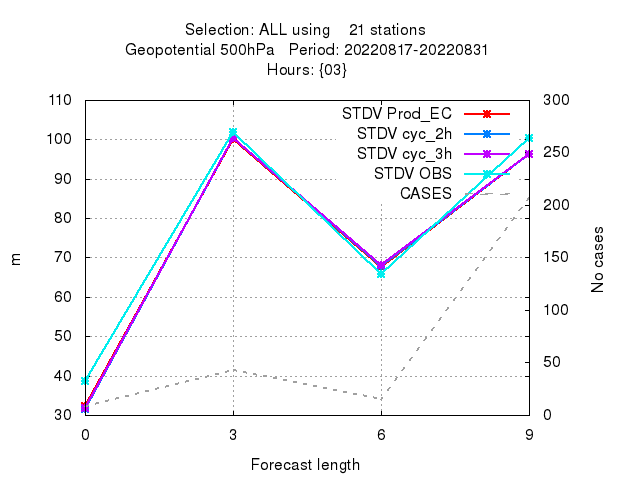 Selection: ALL using 21 stations
Geopotential 500hPa Period: 20220817-20220831
Hours: {03}
110
100
90
80
70
60
50
40
30
300
250
200
150
100
50
0
STDV Prod_EC
STDV cyc_2h
STDV cyc_3h
STDV OBS
CASES
m
No cases
0 3 6 9
Forecast length